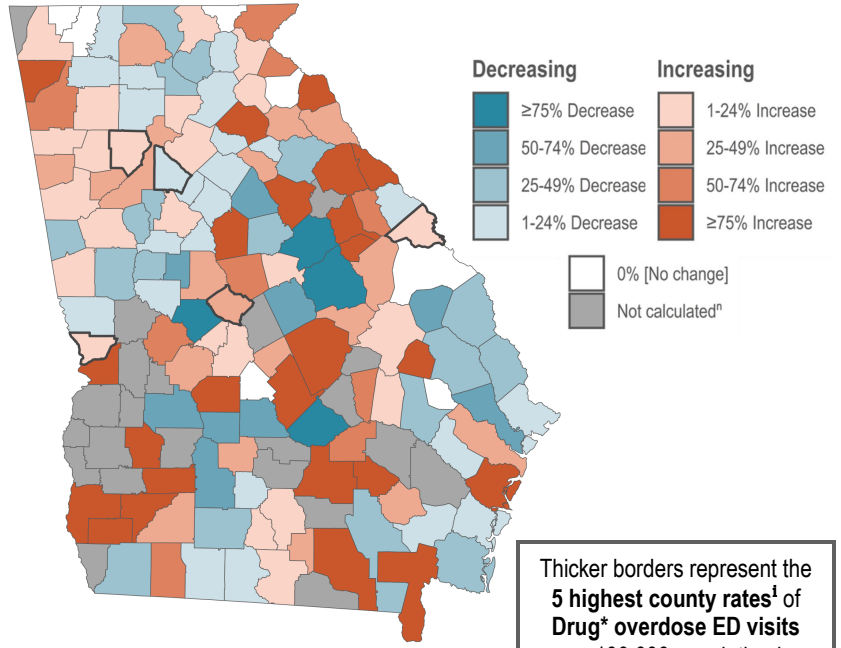 Decreasing
≥75% Decrease
50-74% Decrease
25-49% Decrease
1-24% Decrease
Increasing
1-24% Increase
25-49% Increase
50-74% Increase
≥75% Increase
0% [No change]
Not calculatedⁿ
Thicker borders represent the
5 highest county ratesⁱ of
Drug* overdose ED visits